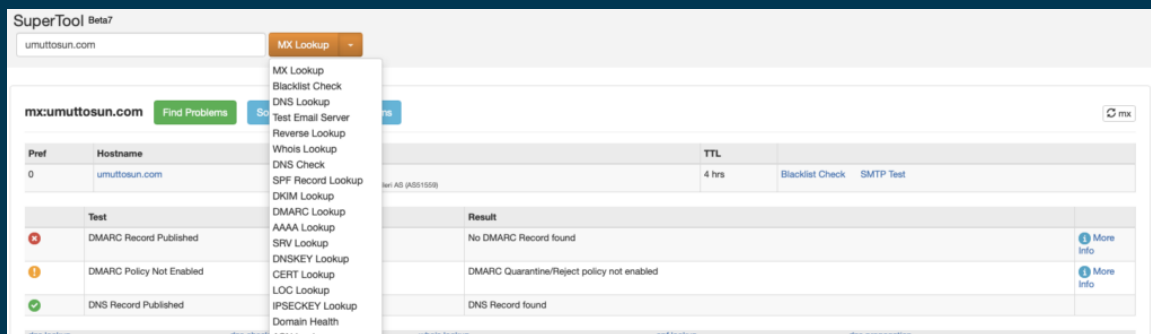 SuperTool Beta7
umuttosun.com
MX Lookup
MX Lookup
Blacklist Check
DNS Lookup
Test Email Server
Reverse Lookup
Whois Lookup
DNS Check
SPF Record Lookup
DKIM Lookup
DMARC Lookup
AAAA Lookup
SRV Lookup
DNSKEY Lookup
CERT Lookup
LOC Lookup
IPSECKEY Lookup
Domain Health
mx:umuttosun.com Find Problems mx
Pref Hostname TTL
0 umuttosun.com 4 hrs Blacklist Check SMTP Test
AS (AS51559)
Test Result
DMARC Record Published No DMARC Record found More Info
DMARC Policy Not Enabled DMARC Quarantine/Reject policy not enabled More Info
DNS Record Published DNS Record found